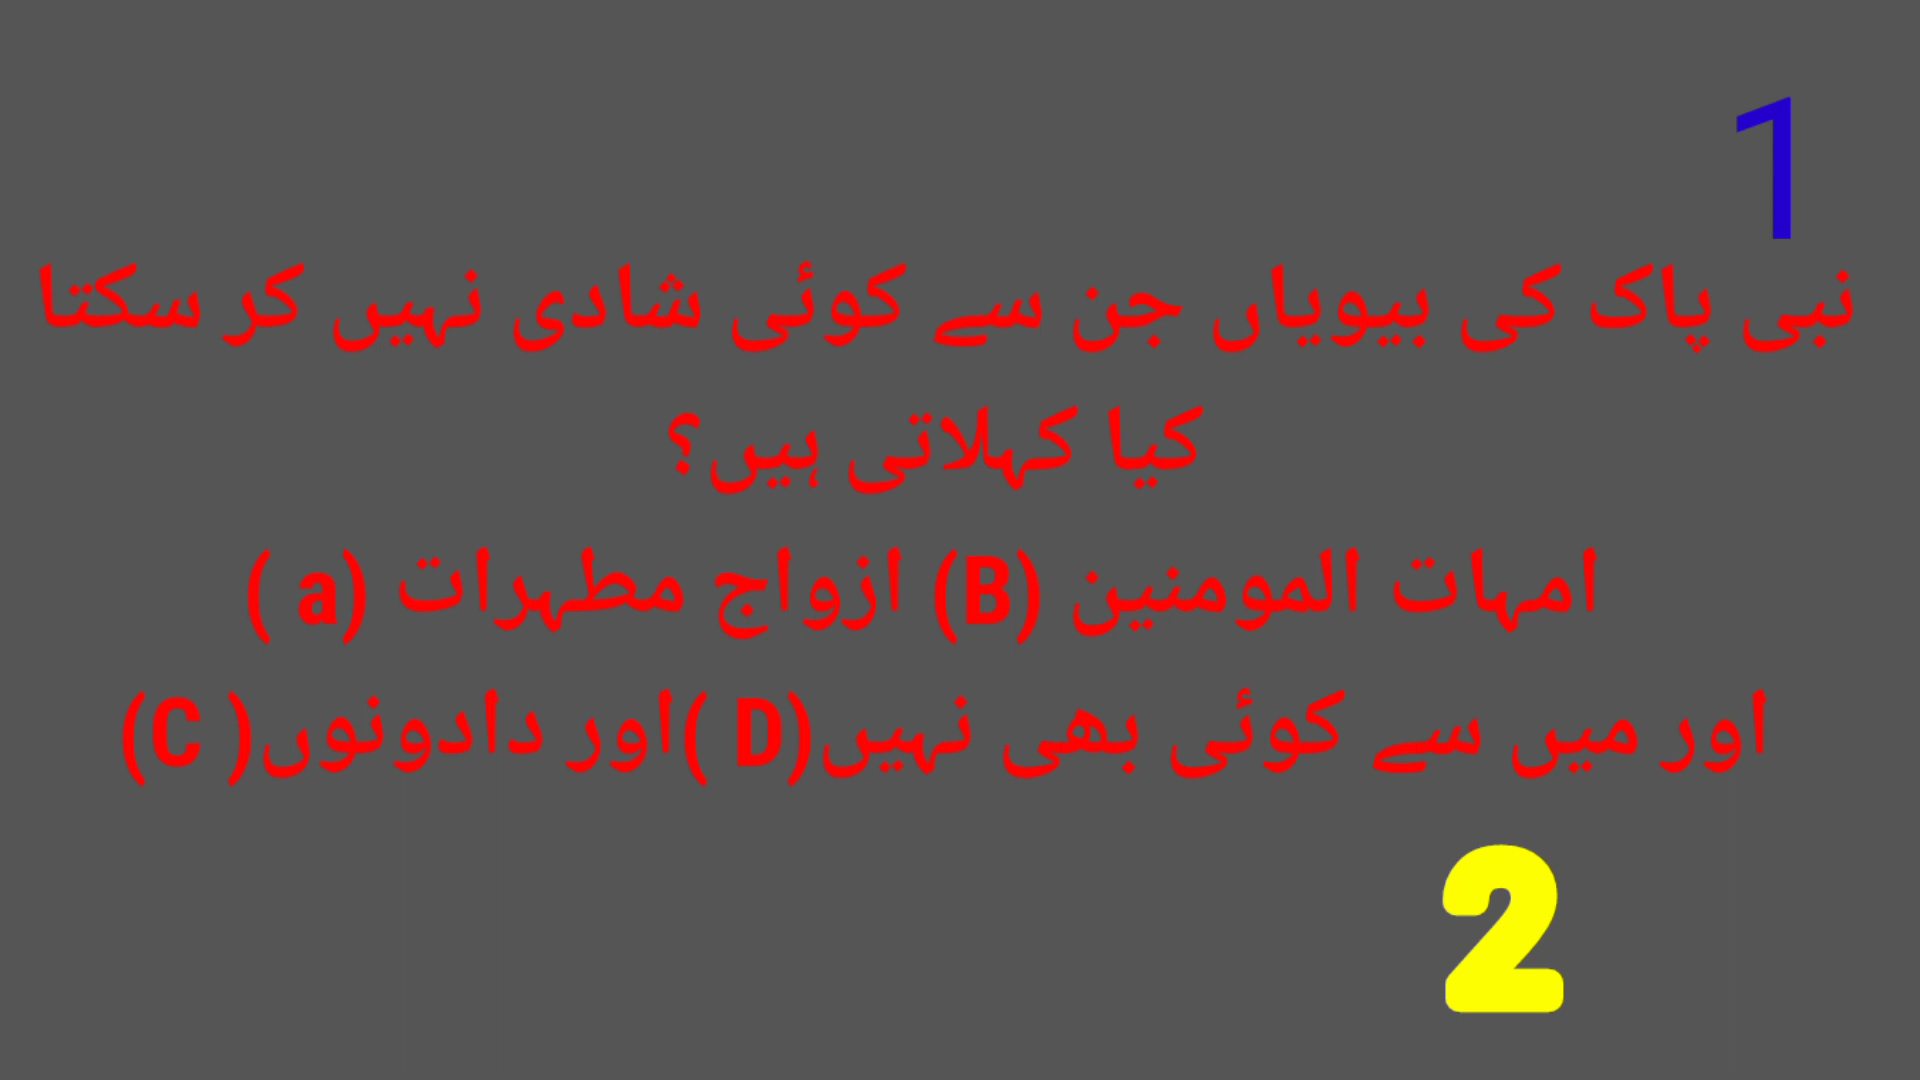 1
نبی پاک کی بیویاں جن سے کوئی شادی نہیں کر سکتا
کیا کہلاتی ہیں؟
امہات المومنین (B) ازواج مطہرات (a )
اور میں سے کوئی بھی نہیں(D )اور دادونوں( C)
2